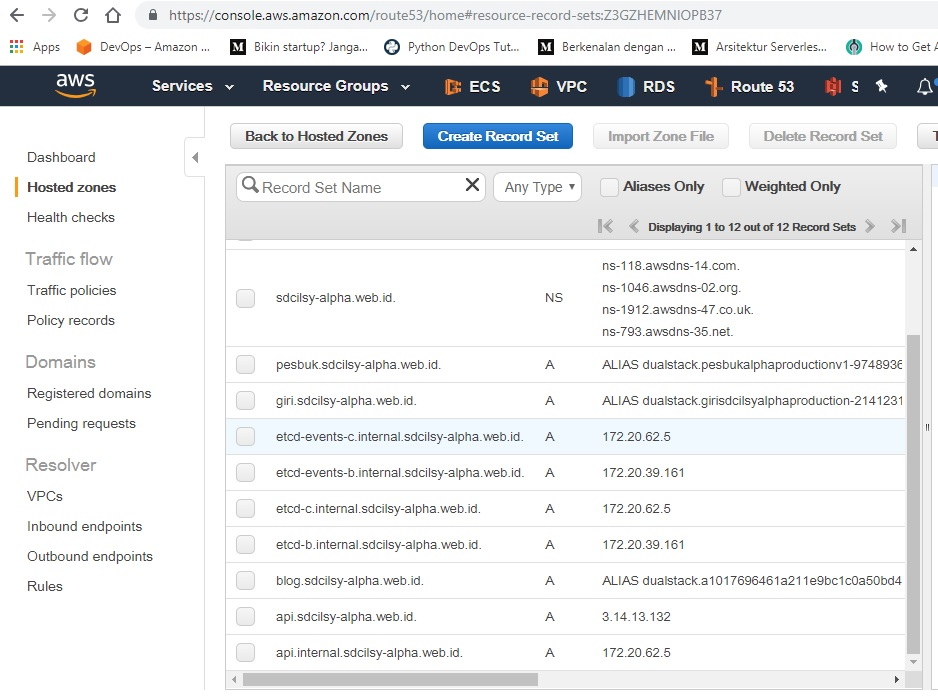 https://console.aws.amazon.com/route53/home#resource-record-sets:Z3GZHEMNIOPB37
Apps DevOps – Amazon ... M Bikin startup? Janga... Python DevOps Tut... M Berkenalan dengan ... M Arsitektur Serverles... How to Get A
aws Services Resource Groups ECS VPC RDS Route 53 S
Back to Hosted Zones Create Record Set Import Zone File Delete Record Set T
Dashboard
Hosted zones
Health checks
Traffic flow
Traffic policies
Policy records
Domains
Registered domains
Pending requests
Resolver
VPCs
Inbound endpoints
Outbound endpoints
Rules
Record Set Name Any Type Aliases Only Weighted Only
Displaying 1 to 12 out of 12 Record Sets
sdcilsy-alpha.web.id. NS ns-118.awsdns-14.com.
ns-1046.awsdns-02.org.
ns-1912.awsdns-47.co.uk.
ns-793.awsdns-35.net.
pesbuk.sdcilsy-alpha.web.id. A ALIAS dualstack.pesbukalphaproductionv1-9748936
giri.sdcilsy-alpha.web.id. A ALIAS dualstack.girisdcilsyalphaproduction-2141231
etcd-events-c.internal.sdcilsy-alpha.web.id. A 172.20.62.5
etcd-events-b.internal.sdcilsy-alpha.web.id. A 172.20.39.161
etcd-c.internal.sdcilsy-alpha.web.id. A 172.20.62.5
etcd-b.internal.sdcilsy-alpha.web.id. A 172.20.39.161
blog.sdcilsy-alpha.web.id. A ALIAS dualstack.a1017696461a211e9bc1c0a50bd4
api.sdcilsy-alpha.web.id. A 3.14.13.132
api.internal.sdcilsy-alpha.web.id. A 172.20.62.5